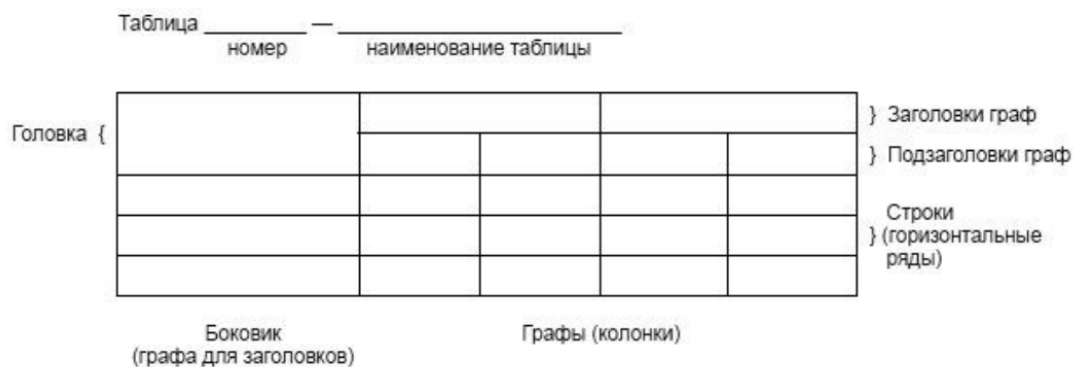 Таблица ________ — ________
номер наименование таблицы
Головка {
} Заголовки граф
} Подзаголовки граф
Строки
} (горизонтальные
ряды)
Боковик
(графа для заголовков)
Графы (колонки)